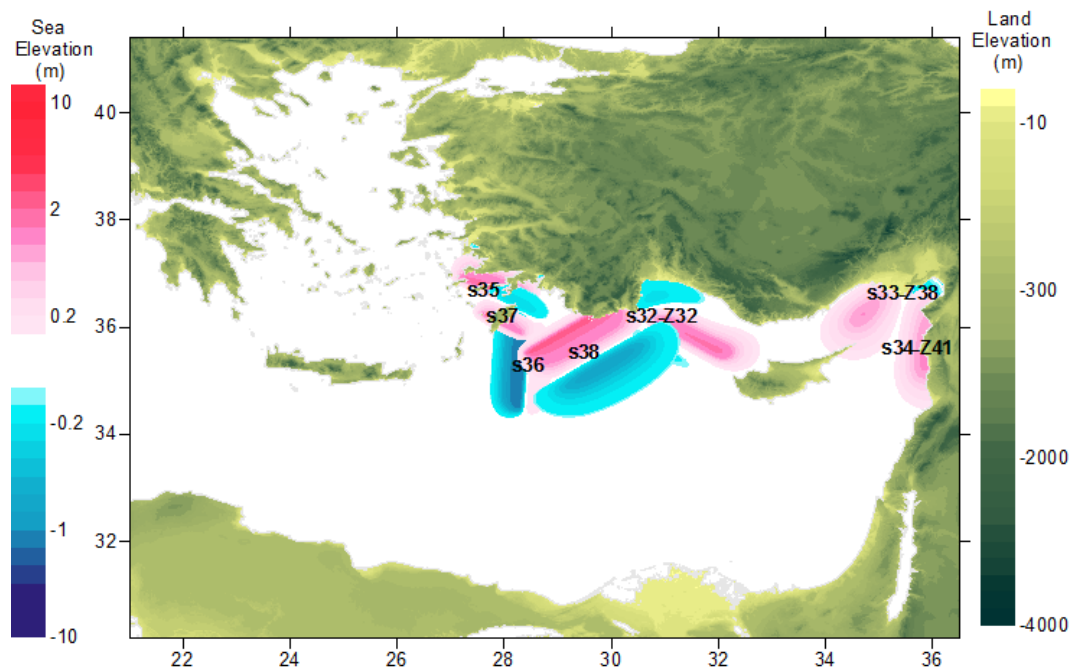 Sea
Elevation
(m)
10
2
0.2
-0.2
-1
-10
40
38
36
34
32
22
24
26
28
30
32
34
36
s35
s37
s36
s38
s32-Z32
s33-Z38
s34-Z41
Land
Elevation
(m)
-10
-300
-2000
-4000